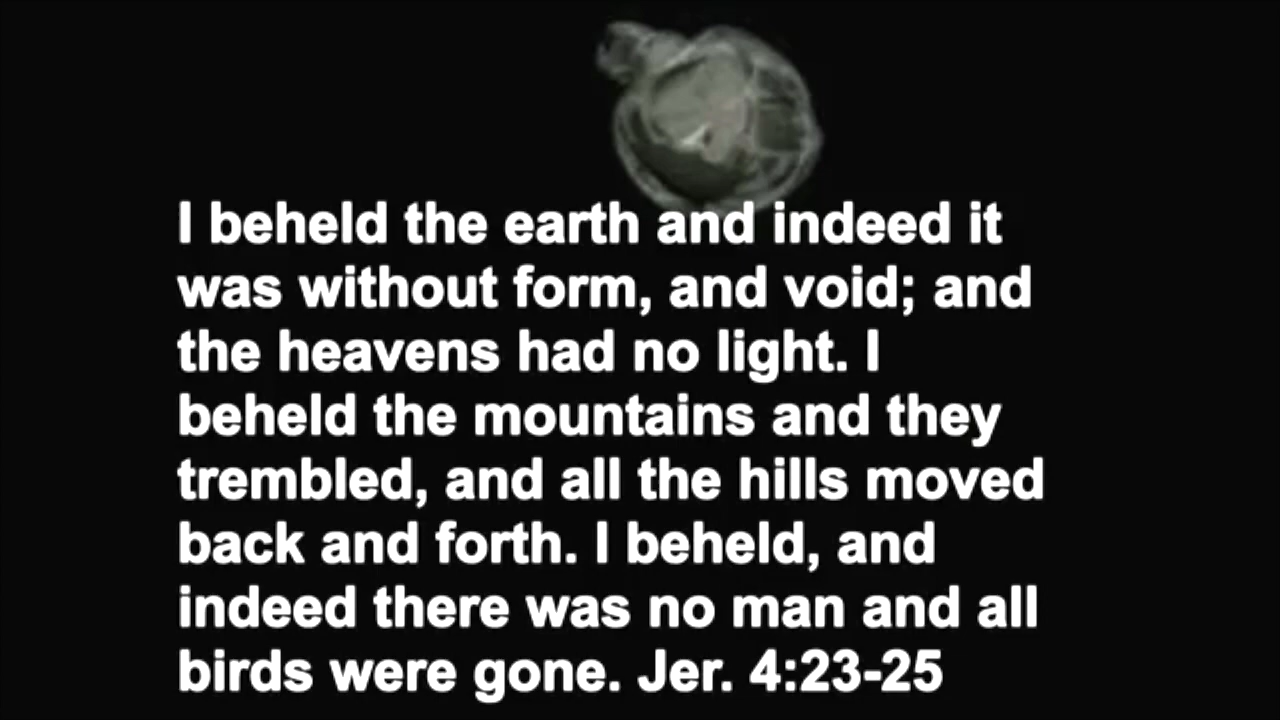 I beheld the earth and indeed it
was without form, and void; and
the heavens had no light. I
beheld the mountains and they
trembled, and all the hills moved
back and forth. I beheld, and
indeed there was no man and all
birds were gone. Jer. 4:23-25